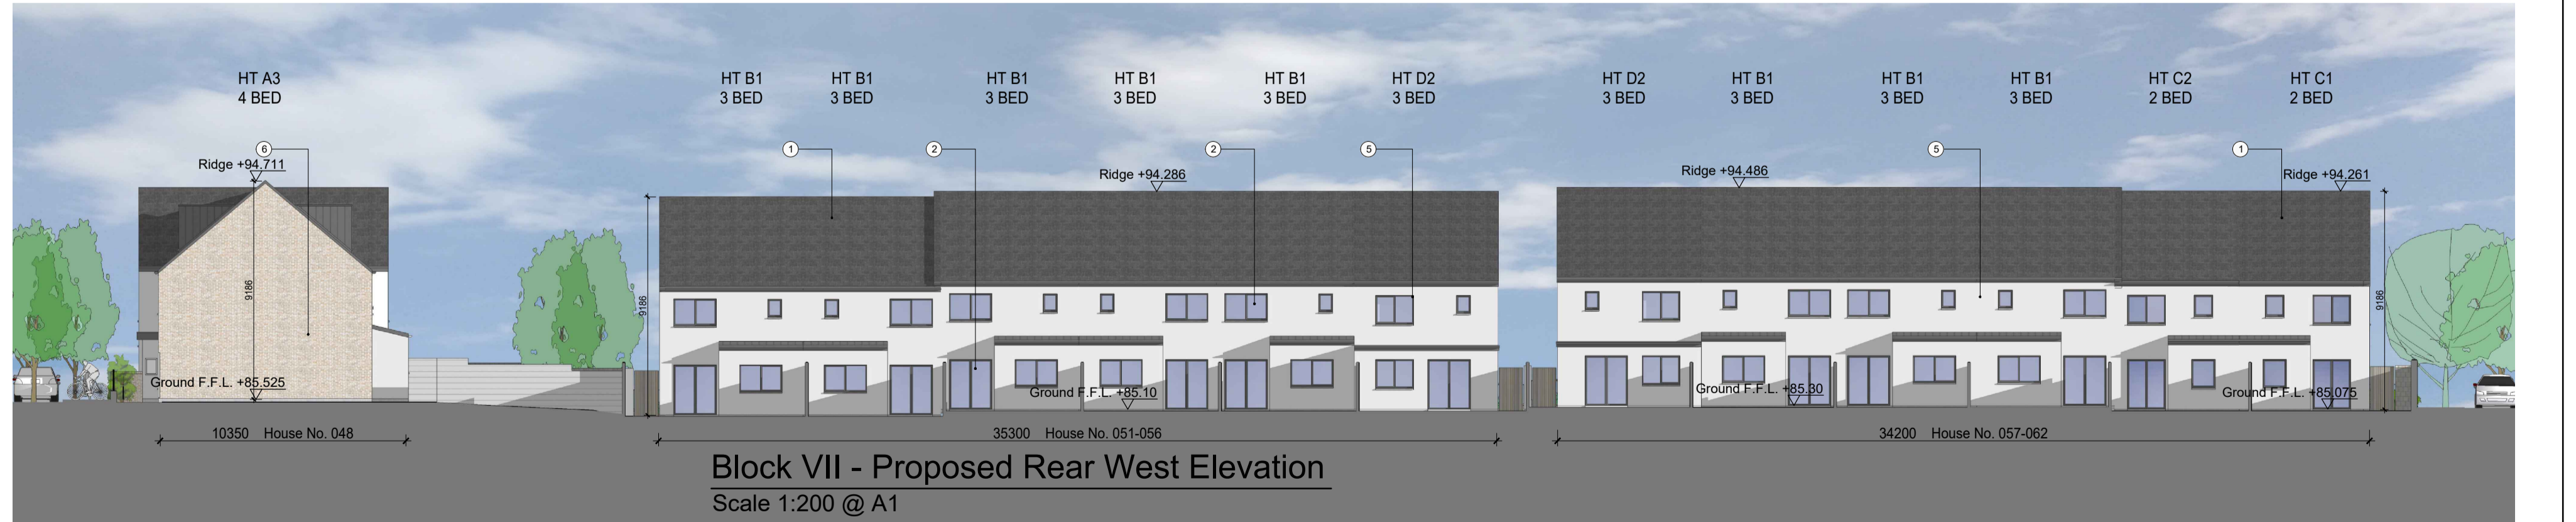 HT A3
4 BED
HT B1
3 BED
HT B1
3 BED
HT B1
3 BED
HT B1
3 BED
HT B1
3 BED
HT D2
3 BED
HT D2
3 BED
HT B1
3 BED
HT B1
3 BED
HT B1
3 BED
HT C2
2 BED
HT C1
2 BED
6
1
2
2
5
5
1
Ridge +94.711
Ridge +94.286
Ridge +94.486
Ridge +94.261
9186
9186
9186
Ground F.F.L. +85.525
Ground F.F.L. +85.10
Ground F.F.L. +85.30
Ground F.F.L. +85.075
10350 House No. 048
35300 House No. 051-056
34200 House No. 057-062
Block VII - Proposed Rear West Elevation
Scale 1:200 @ A1